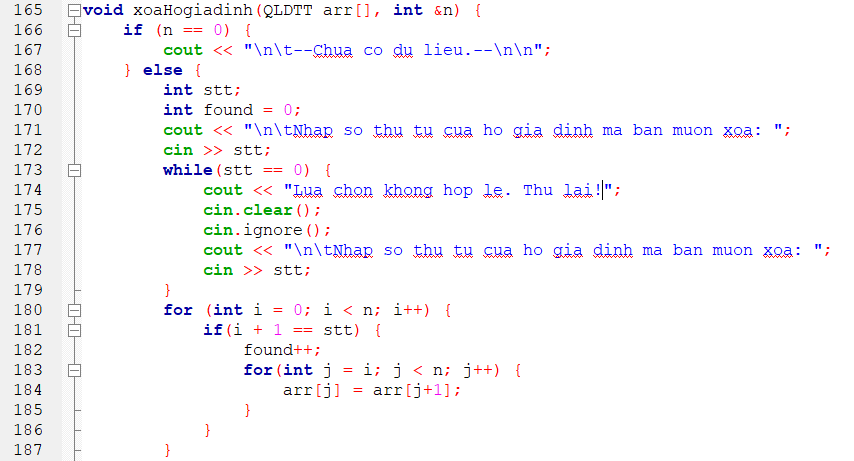 165 void xoaHogiadinh(QLDTT arr[], int &n) {
166     if (n == 0) {
167         cout << "\n\t--Chua co du lieu.--\n\n";
168     } else {
169         int stt;
170         int found = 0;
171         cout << "\n\tNhap so thu tu cua ho gia dinh ma ban muon xoa: ";
172         cin >> stt;
173         while(stt == 0) {
174             cout << "Lua chon khong hop le. Thu lai!";
175             cin.clear();
176             cin.ignore();
177             cout << "\n\tNhap so thu tu cua ho gia dinh ma ban muon xoa: ";
178             cin >> stt;
179         }
180         for (int i = 0; i < n; i++) {
181             if(i + 1 == stt) {
182                 found++;
183                 for(int j = i; j < n; j++) {
184                     arr[j] = arr[j+1];
185                 }
186             }
187         }